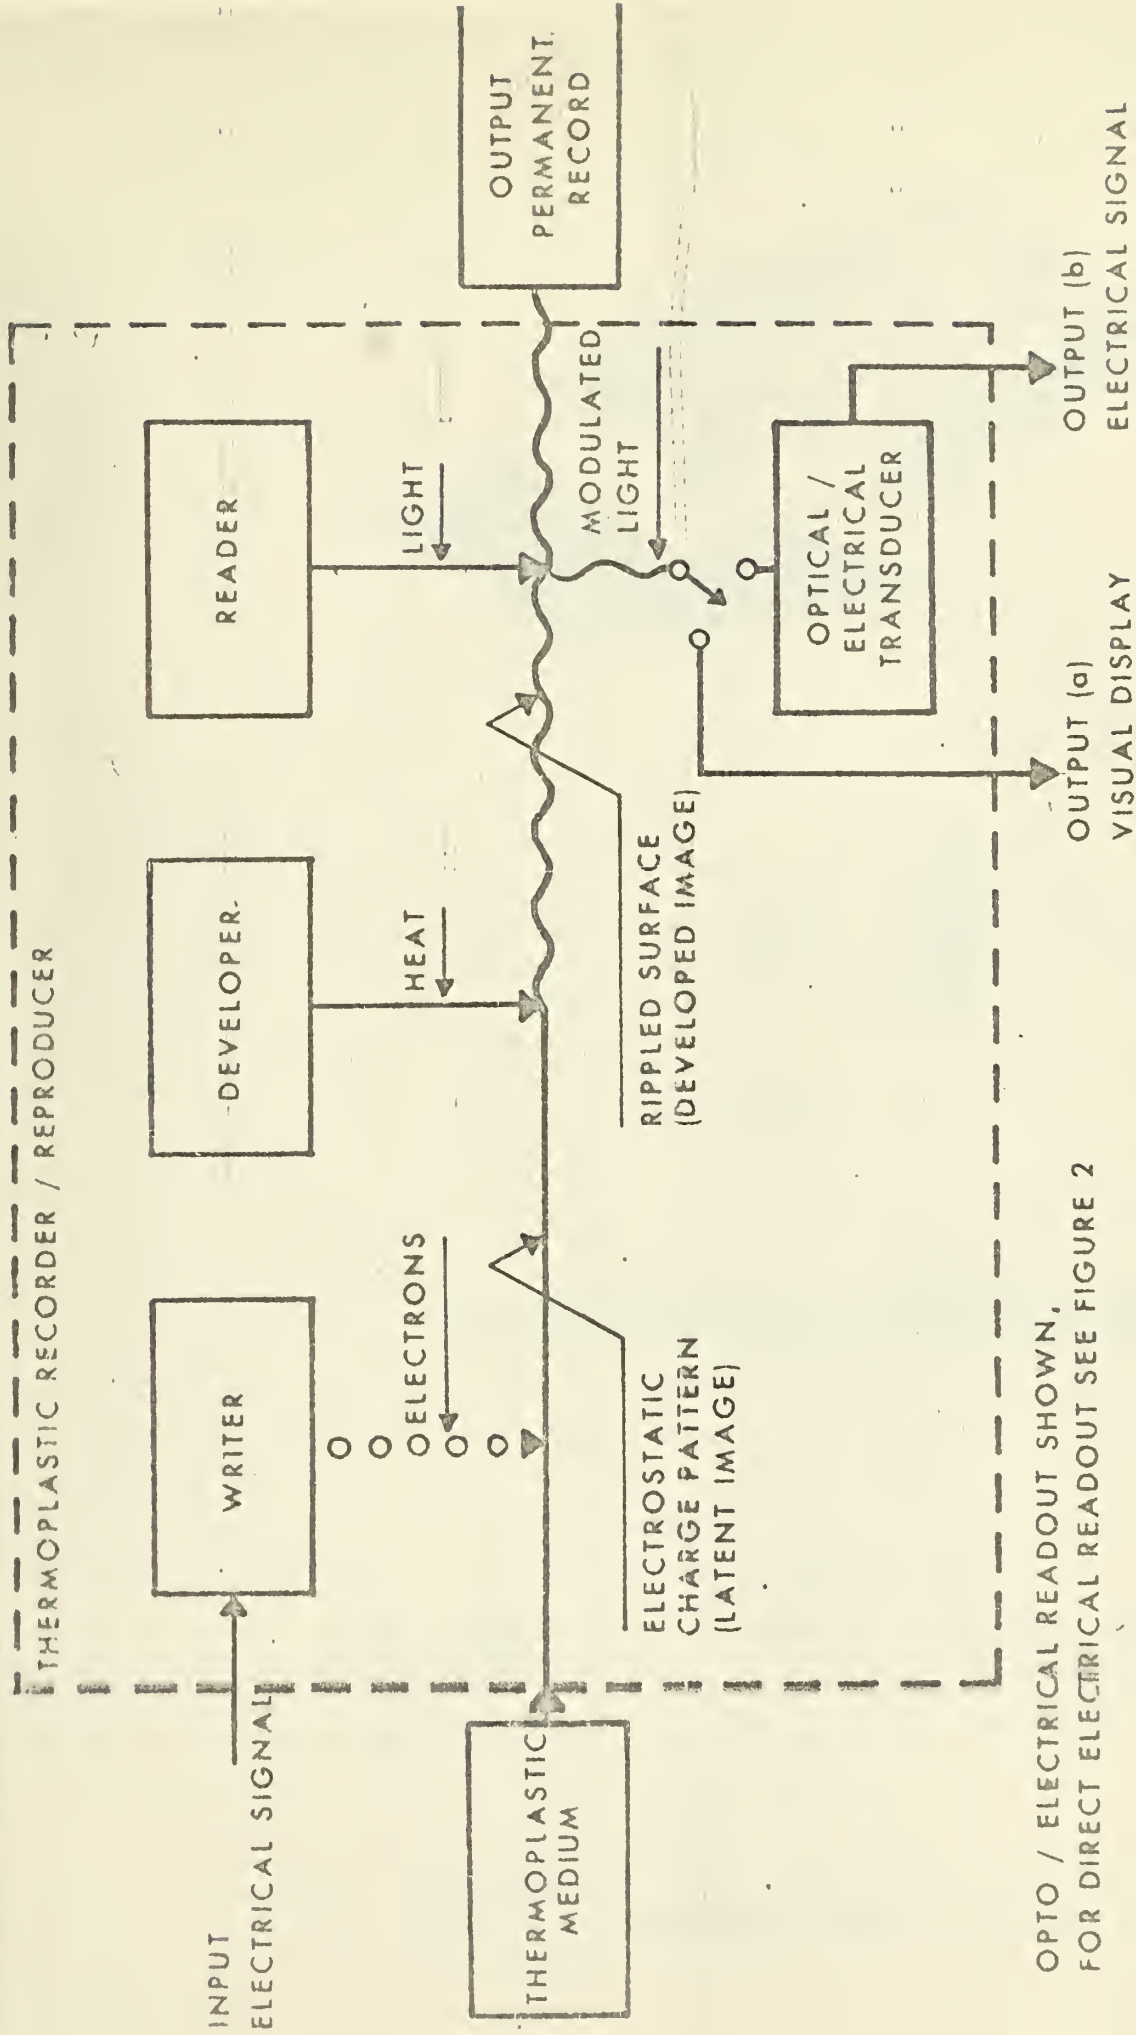 THERMOPLASTIC RECORDER / REPRODUCER
INPUT
ELECTRICAL SIGNAL
WRITER
DEVELOPER
READER
ELECTRONS
HEAT
LIGHT
THERMOPLASTIC
MEDIUM
OUTPUT
PERMANENT
RECORD
ELECTROSTATIC
CHARGE PATTERN
(LATENT IMAGE)
RIPPLED SURFACE
(DEVELOPED IMAGE)
MODULATED
LIGHT
OPTICAL /
ELECTRICAL
TRANSDUCER
OUTPUT (a)
VISUAL DISPLAY
OUTPUT (b)
ELECTRICAL SIGNAL
OPTO / ELECTRICAL READOUT SHOWN,
FOR DIRECT ELECTRICAL READOUT SEE FIGURE 2